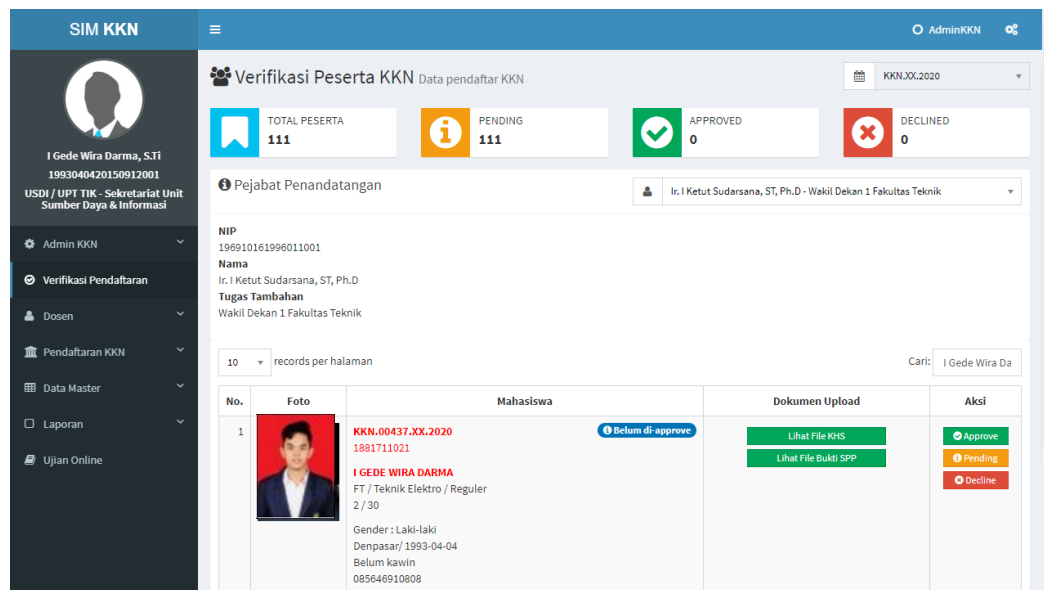 SIM KKN
AdminKKN
I Gede Wira Darma, S.Ti
1993040420150912001
USDI / UPT TIK - Sekretariat Unit
Sumber Daya & Informasi
Admin KKN
Verifikasi Pendaftaran
Dosen
Pendaftaran KKN
Data Master
Laporan
Ujian Online
Verifikasi Peserta KKN Data pendaftar KKN
KKN.XX.2020
TOTAL PESERTA
111
PENDING
111
APPROVED
0
DECLINED
0
Pejabat Penandatangan
Ir. I Ketut Sudarsana, ST, Ph.D - Wakil Dekan 1 Fakultas Teknik
NIP
196910161996011001
Nama
Ir. I Ketut Sudarsana, ST, Ph.D
Tugas Tambahan
Wakil Dekan 1 Fakultas Teknik
10 records per halaman
Cari: I Gede Wira Da
No. Foto Mahasiswa Dokumen Upload Aksi
1
KKN.00437.XX.2020
Belum di-approve
1881711021
I GEDE WIRA DARMA
FT / Teknik Elektro / Reguler
2 / 30
Gender : Laki-laki
Denpasar/ 1993-04-04
Belum kawin
085646910808
Lihat File KHS
Lihat File Bukti SPP
Approve
Pending
Decline